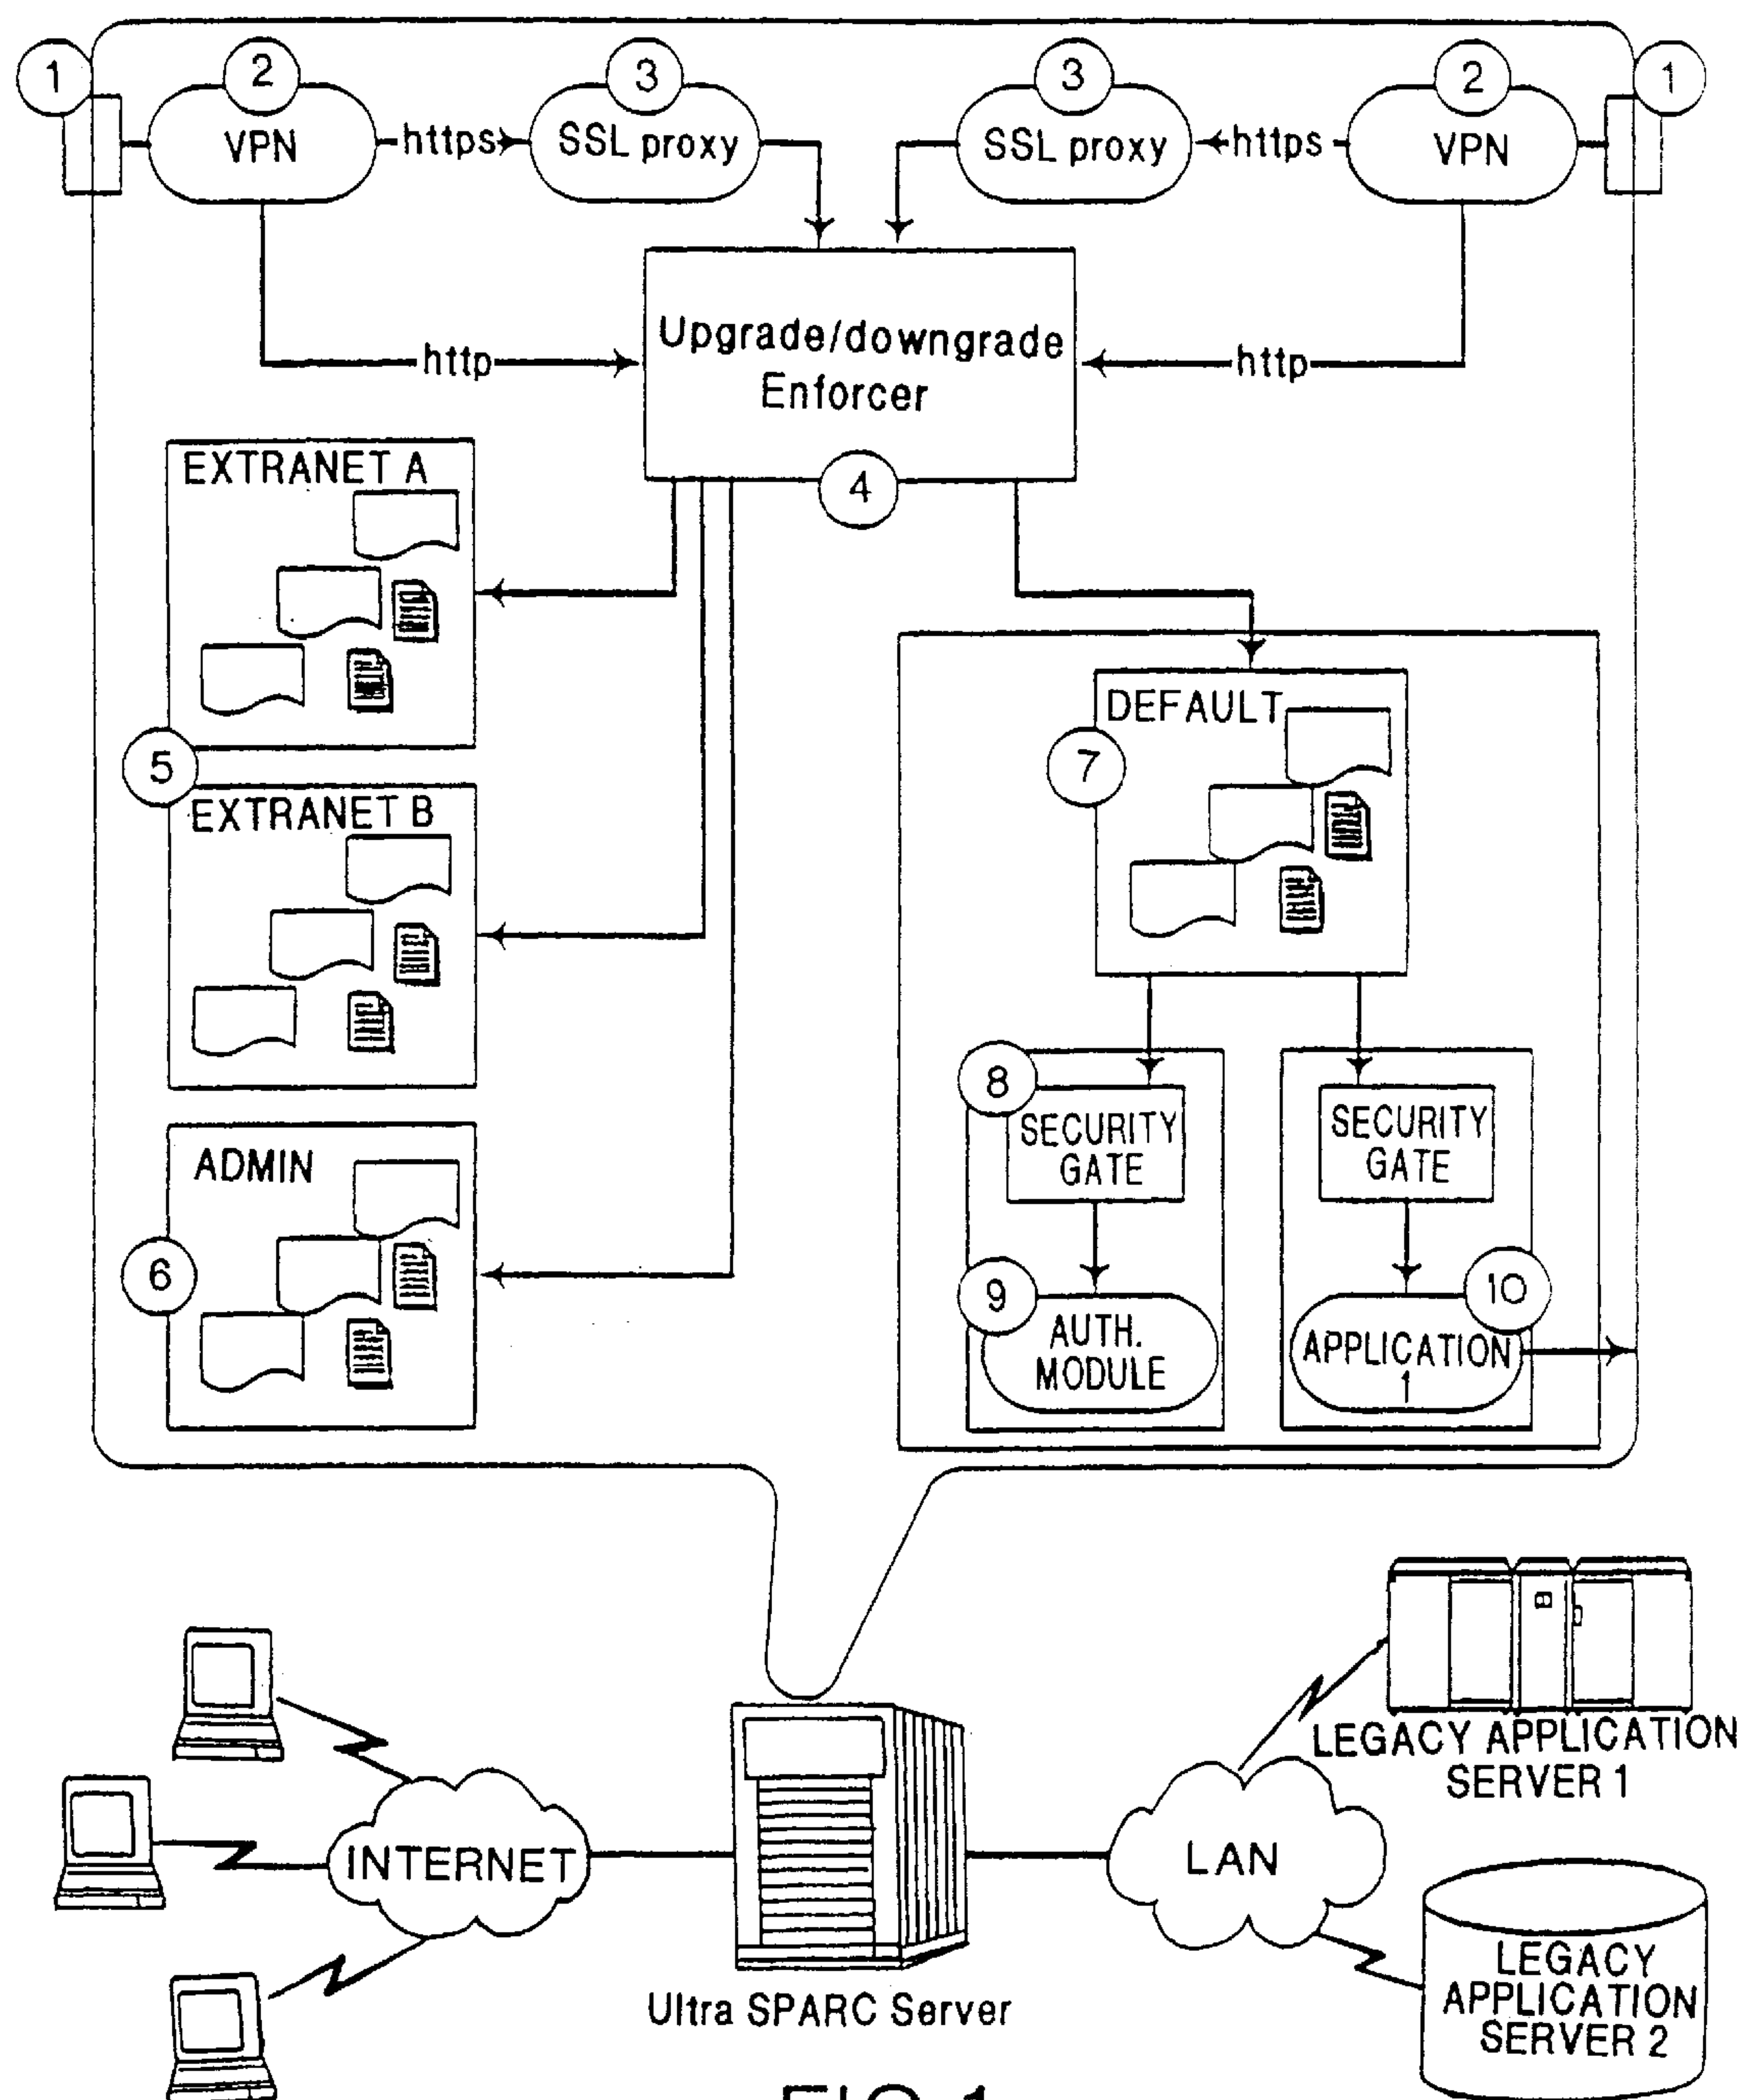 1
2
3
3
2
1
VPN
https
SSL proxy
SSL proxy
https
VPN
Upgrade/downgrade
Enforcer
http
http
4
EXTRANET A
5
EXTRANET B
ADMIN
6
DEFAULT
7
8
SECURITY
GATE
SECURITY
GATE
9
AUTH.
MODULE
10
APPLICATION
1
INTERNET
Ultra SPARC Server
LAN
LEGACY APPLICATION
SERVER 1
LEGACY
APPLICATION
SERVER 2
FIG.1